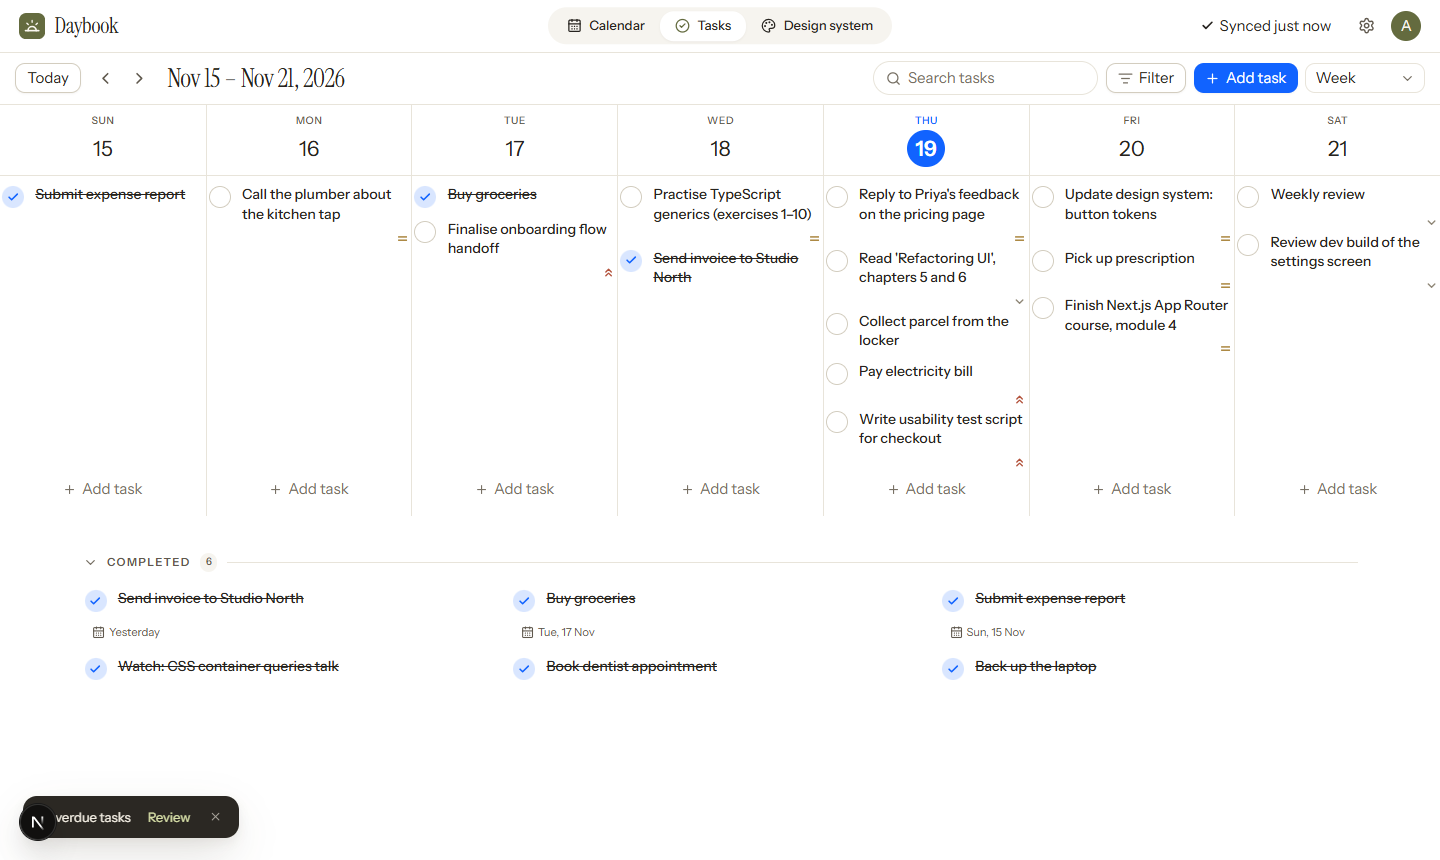 Daybook
Calendar
Tasks
Design system
Synced just now
A
Today
Nov 15 – Nov 21, 2026
Search tasks
Filter
Add task
Week
SUN
15
MON
16
TUE
17
WED
18
THU
19
FRI
20
SAT
21
Submit expense report
Call the plumber about
the kitchen tap
Buy groceries
Finalise onboarding flow
handoff
Practise TypeScript
generics (exercises 1–10)
Send invoice to Studio
North
Reply to Priya's feedback
on the pricing page
Read 'Refactoring UI',
chapters 5 and 6
Collect parcel from the
locker
Pay electricity bill
Write usability test script
for checkout
Update design system:
button tokens
Pick up prescription
Finish Next.js App Router
course, module 4
Weekly review
Review dev build of the
settings screen
Add task
Add task
Add task
Add task
Add task
Add task
Add task
COMPLETED 6
Send invoice to Studio North
Yesterday
Buy groceries
Tue, 17 Nov
Submit expense report
Sun, 15 Nov
Watch: CSS container queries talk
Book dentist appointment
Back up the laptop
N
verdue tasks
Review